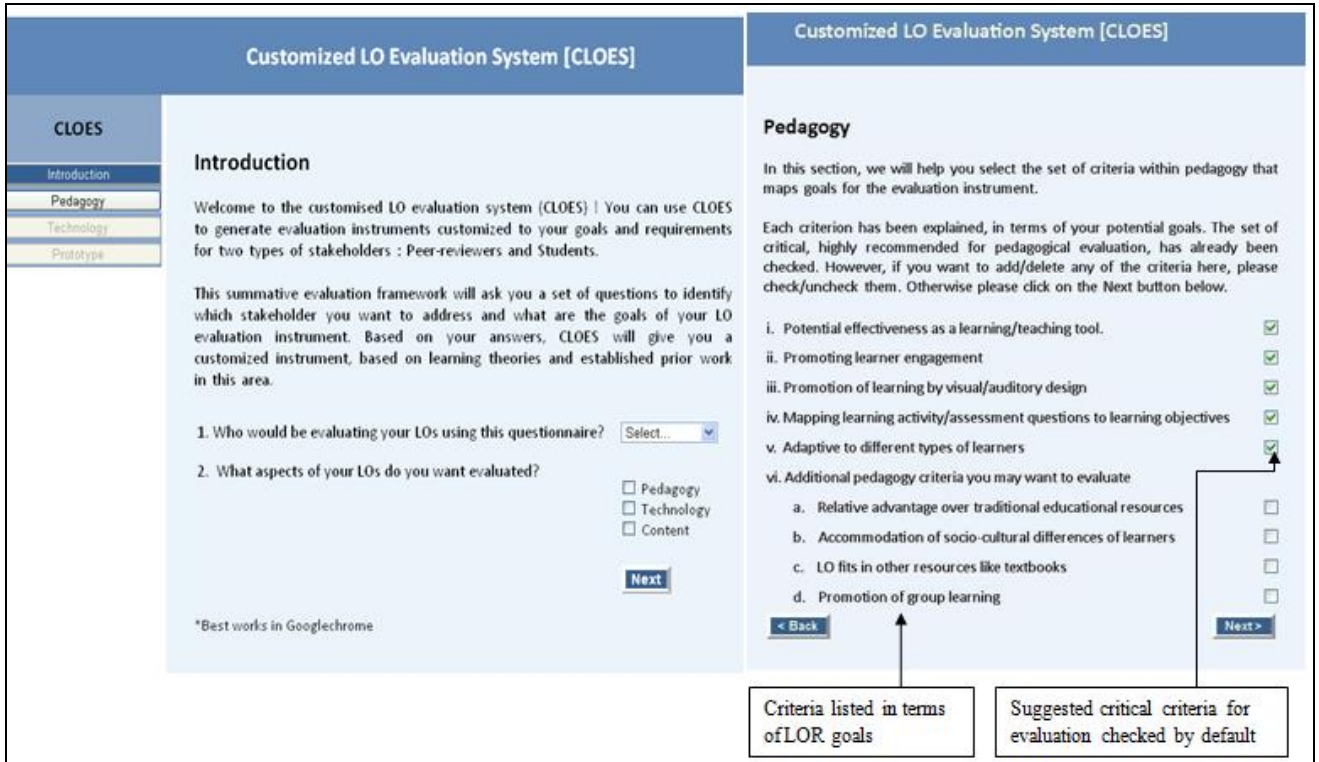 Customized LO Evaluation System [CLOES]
CLOES
Introduction
Pedagogy
Technology
Prototype
Introduction
Welcome to the customised LO evaluation system (CLOES) | You can use CLOES
to generate evaluation instruments customized to your goals and requirements
for two types of stakeholders : Peer-reviewers and Students.
This summative evaluation framework will ask you a set of questions to identify
which stakeholder you want to address and what are the goals of your LO
evaluation instrument. Based on your answers, CLOES will give you a
customized instrument, based on learning theories and established prior work
in this area.
1. Who would be evaluating your LOs using this questionnaire? Select...
2. What aspects of your LOs do you want evaluated?
Pedagogy
Technology
Content
Next
*Best works in Googlechrome
Customized LO Evaluation System [CLOES]
Pedagogy
In this section, we will help you select the set of criteria within pedagogy that
maps goals for the evaluation instrument.
Each criterion has been explained, in terms of your potential goals. The set of
critical, highly recommended for pedagogical evaluation, has already been
checked. However, if you want to add/delete any of the criteria here, please
check/uncheck them. Otherwise please click on the Next button below.
i. Potential effectiveness as a learning/teaching tool.
ii. Promoting learner engagement
iii. Promotion of learning by visual/auditory design
iv. Mapping learning activity/assessment questions to learning objectives
v. Adaptive to different types of learners
vi. Additional pedagogy criteria you may want to evaluate
a. Relative advantage over traditional educational resources
b. Accommodation of socio-cultural differences of learners
c. LO fits in other resources like textbooks
d. Promotion of group learning
< Back
Next >
Criteria listed in terms
of LOR goals
Suggested critical criteria for
evaluation checked by default